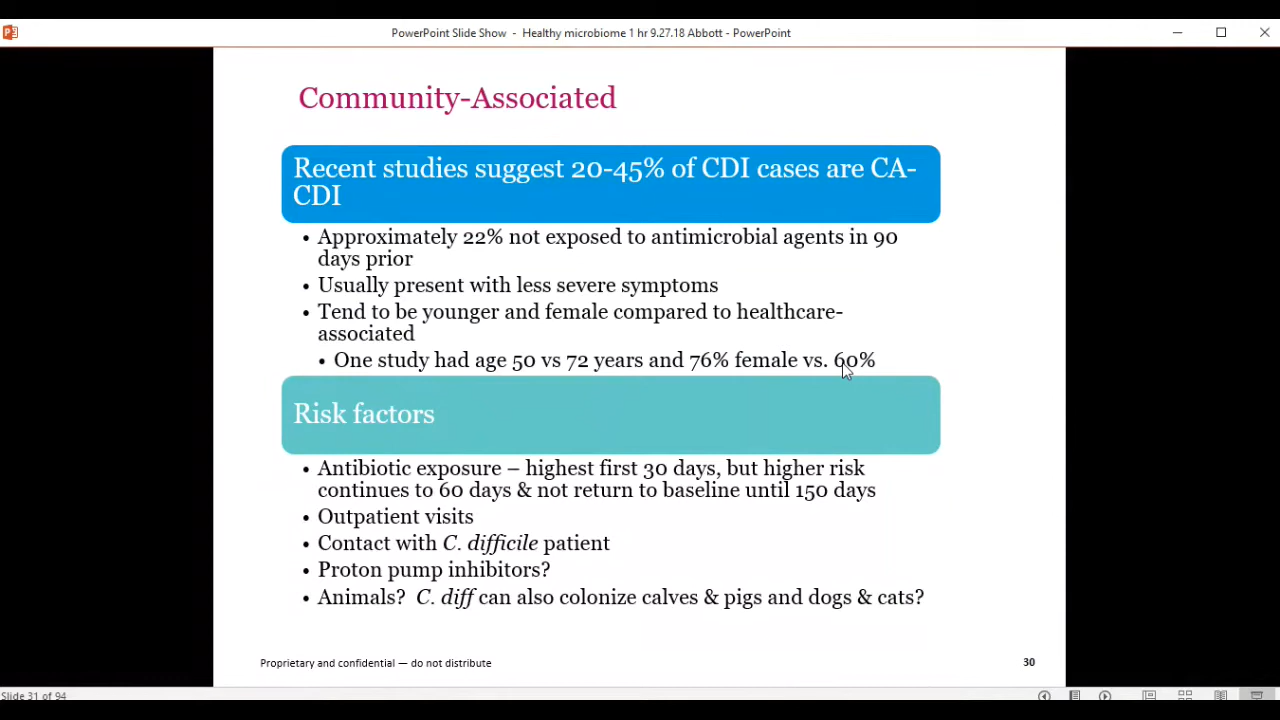 PowerPoint Slide Show - Healthy microbiome 1 hr 9.27.18 Abbott - PowerPoint
Community-Associated
Recent studies suggest 20-45% of CDI cases are CA-
CDI
• Approximately 22% not exposed to antimicrobial agents in 90
days prior
• Usually present with less severe symptoms
• Tend to be younger and female compared to healthcare-
associated
• One study had age 50 vs 72 years and 76% female vs. 60%
Risk factors
• Antibiotic exposure – highest first 30 days, but higher risk
continues to 60 days & not return to baseline until 150 days
• Outpatient visits
• Contact with C. difficile patient
• Proton pump inhibitors?
• Animals? C. diff can also colonize calves & pigs and dogs & cats?
Proprietary and confidential — do not distribute
30
Slide 31 of 94